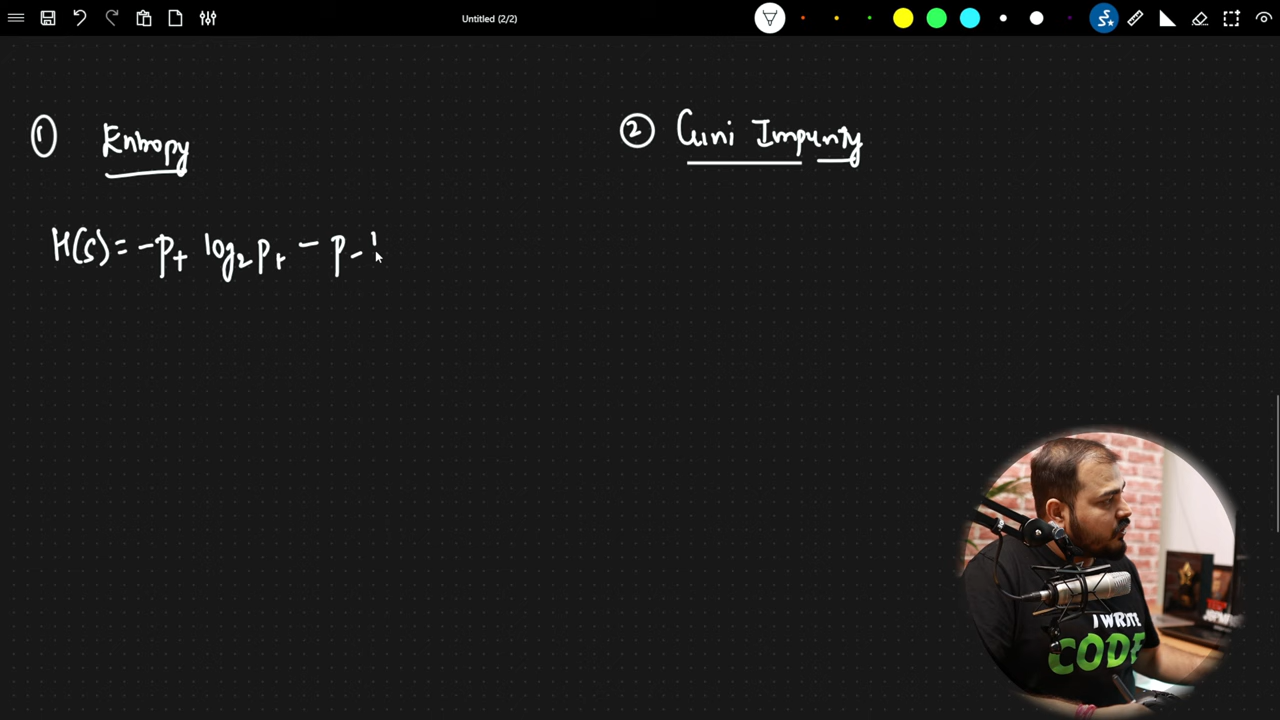 Untitled (2/2)
① Entropy
② Gini Impurity
H(S) = -p+ log2 p+ - p-
I WRITE
CODE